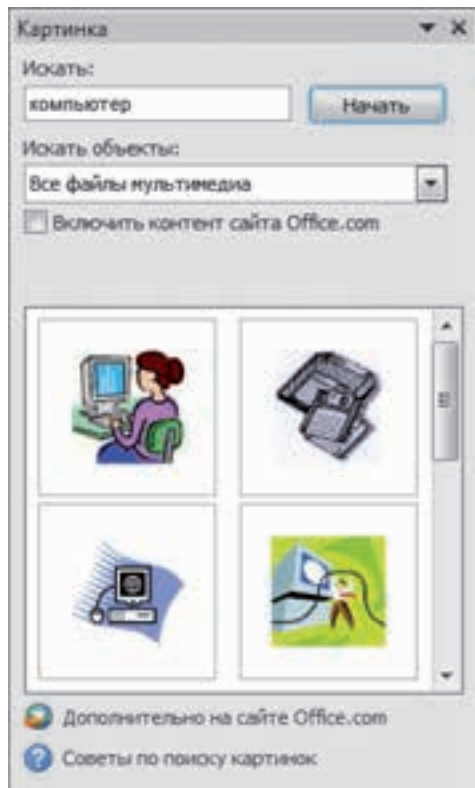 Картинка
Искать:
компьютер
Начать
Искать объекты:
Все файлы мультимедиа
Включить контент сайта Office.com
Дополнительно на сайте Office.com
Советы по поиску картинок